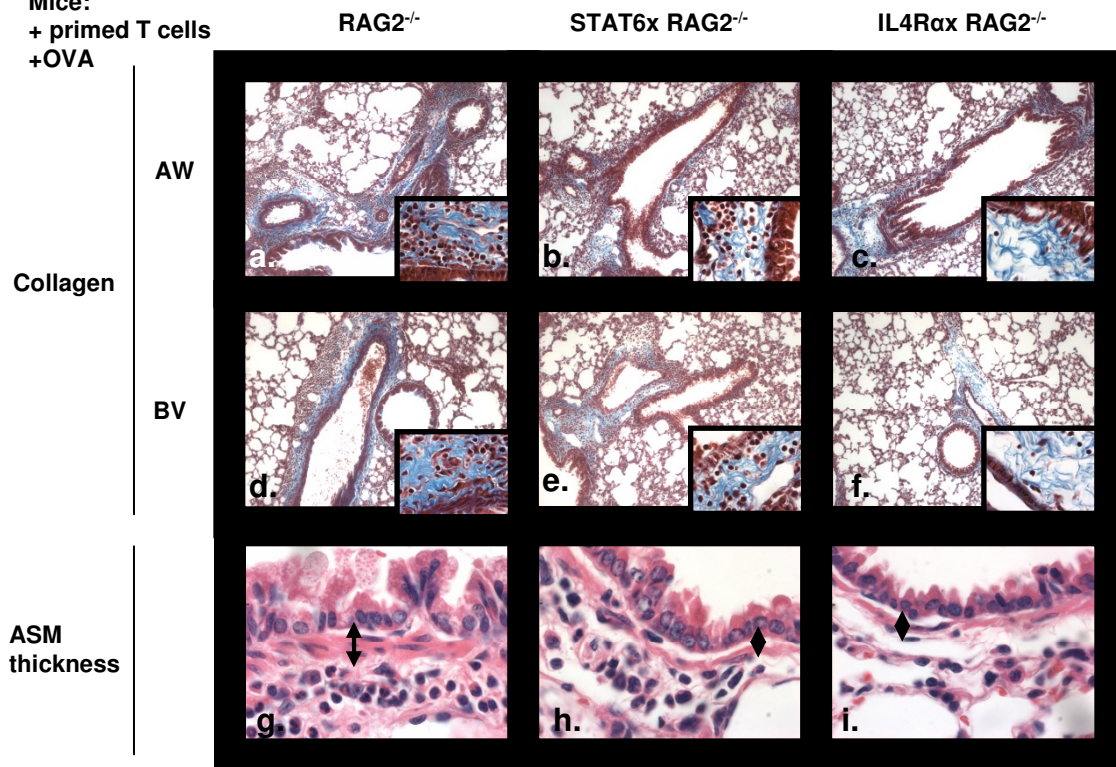 Mice:
+ primed T cells
+OVA
RAG2-/-
STAT6x RAG2-/-
IL4Rαx RAG2-/-
Collagen
AW
a.
b.
c.
BV
d.
e.
f.
ASM
thickness
g.
h.
i.